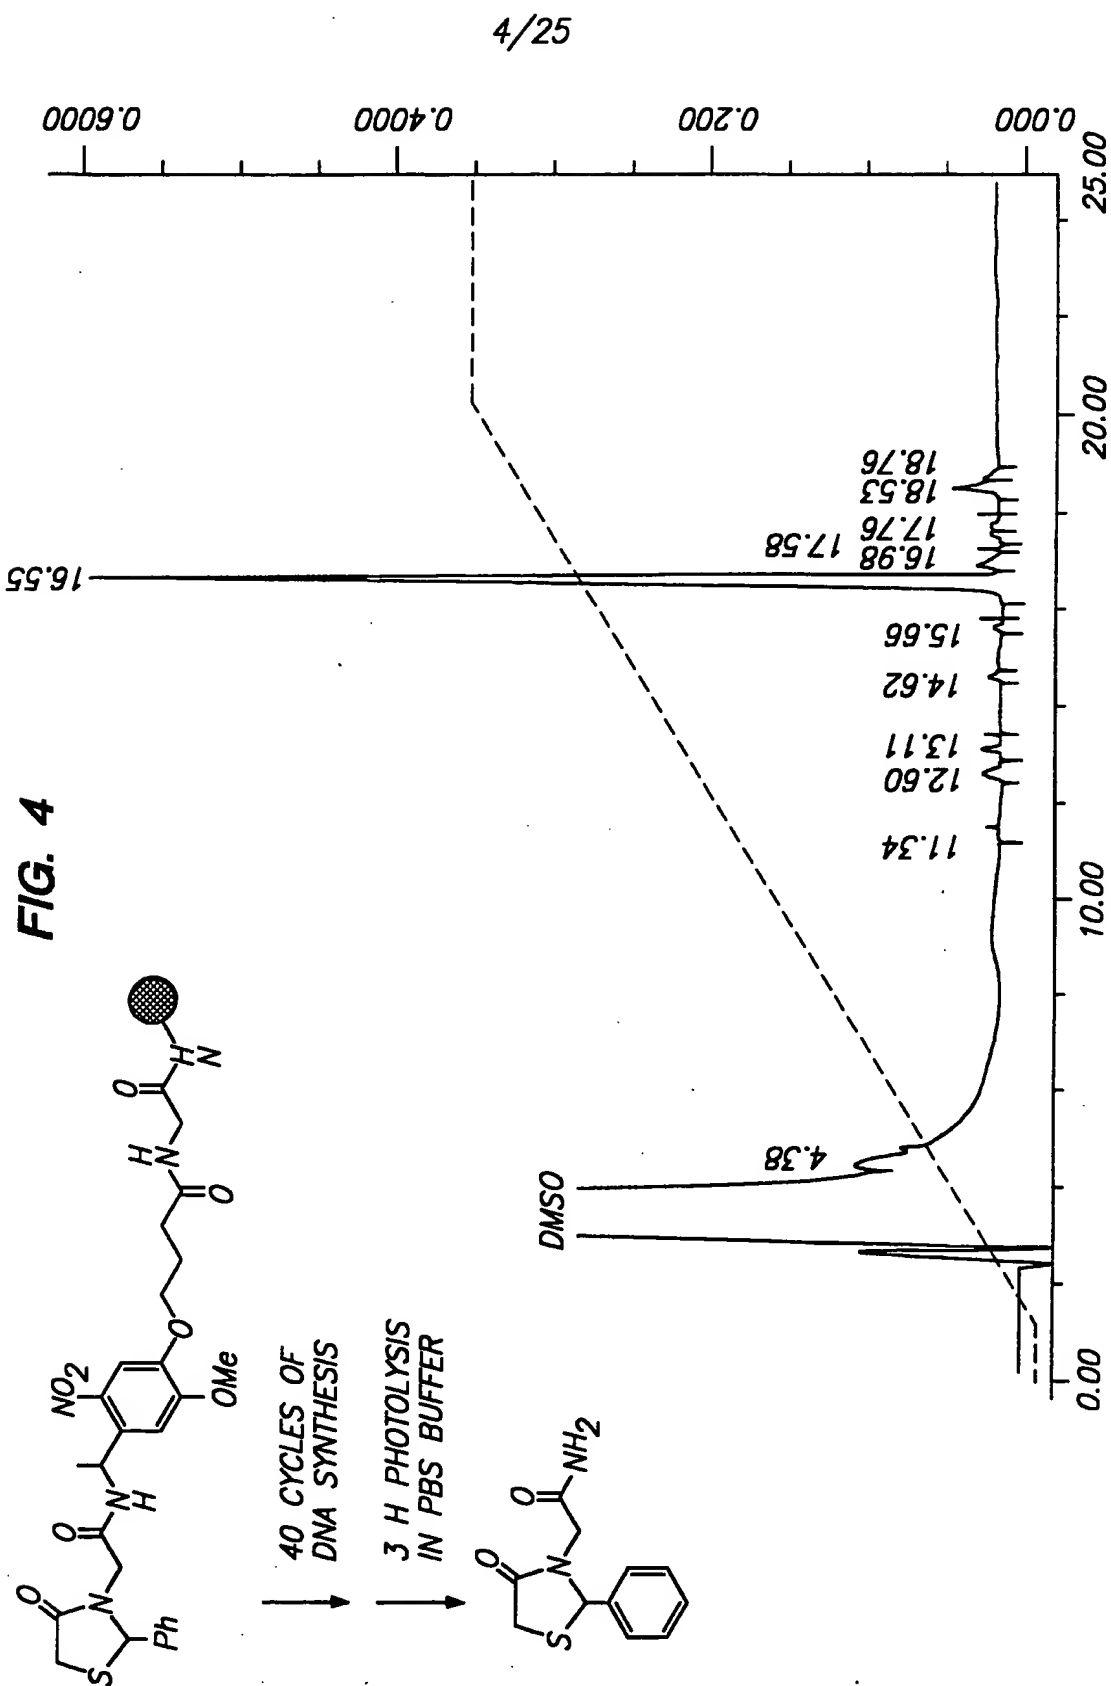 4/25
FIG. 4
O
O
N
N
H
S
Ph
NO2
OMe
O
O
H
N
O
H
N
40 CYCLES OF
DNA SYNTHESIS
3 H PHOTOLYSIS
IN PBS BUFFER
O
O
N
NH2
S
DMSO
4.38
11.34
12.60
13.11
14.62
15.66
16.55
16.98
17.58
17.76
18.53
18.76
0.6000
0.4000
0.200
0.000
0.00
10.00
20.00
25.00